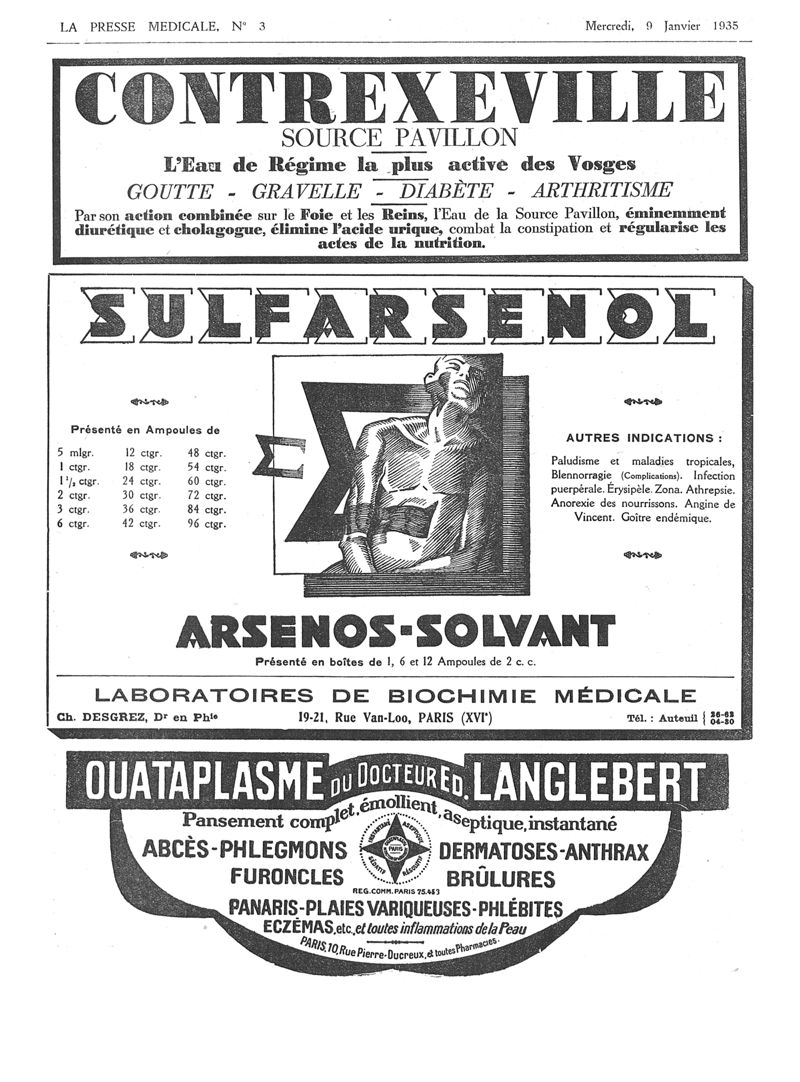 LA PRESSE MEDICALE, N° 3
Mercredi, 9 Janvier 1935
CONTREXEVILLE
SOURCE PAVILLON
L'Eau de Régime la plus active des Vosges
GOUTTE - GRAVELLE - DIABÈTE - ARTHRITISME
Par son action combinée sur le Foie et les Reins, l'Eau de la Source Pavillon, éminemment
diurétique et cholagogue, élimine l'acide urique, combat la constipation et régularise les
actes de la nutrition.
SULFARSENOL
Présenté en Ampoules de
5 mlgr. 12 ctgr. 48 ctgr.
1 ctgr. 18 ctgr. 54 ctgr.
1 1/2 ctgr. 24 ctgr. 60 ctgr.
2 ctgr. 30 ctgr. 72 ctgr.
3 ctgr. 36 ctgr. 84 ctgr.
6 ctgr. 42 ctgr. 96 ctgr.
AUTRES INDICATIONS :
Paludisme et maladies tropicales,
Blennorragie (Complications). Infection
puerpérale. Érysipèle. Zona. Athrepsie.
Anorexie des nourrissons. Angine de
Vincent. Goître endémique.
ARSENOS-SOLVANT
Présenté en boîtes de 1, 6 et 12 Ampoules de 2 c. c.
LABORATOIRES DE BIOCHIMIE MÉDICALE
Ch. DESGREZ, Dr en Phie 19-21, Rue Van-Loo, PARIS (XVIe) Tél. : Auteuil { 26-62
04-30
OUATAPLASME DU DOCTEUR ED. LANGLEBERT
Pansement complet, émollient, aseptique, instantané
INSTANTANÉ ASEPTIQUE
PARIS
SÉDATIF RÉSOLUTIF
ABCÈS-PHLEGMONS DERMATOSES-ANTHRAX
FURONCLES BRÛLURES
REG.COMM.PARIS 75.483
PANARIS-PLAIES VARIQUEUSES-PHLÉBITES
ECZÉMAS, etc. et toutes inflammations de la Peau
PARIS, 10, Rue Pierre-Ducreux, et toutes Pharmacies.